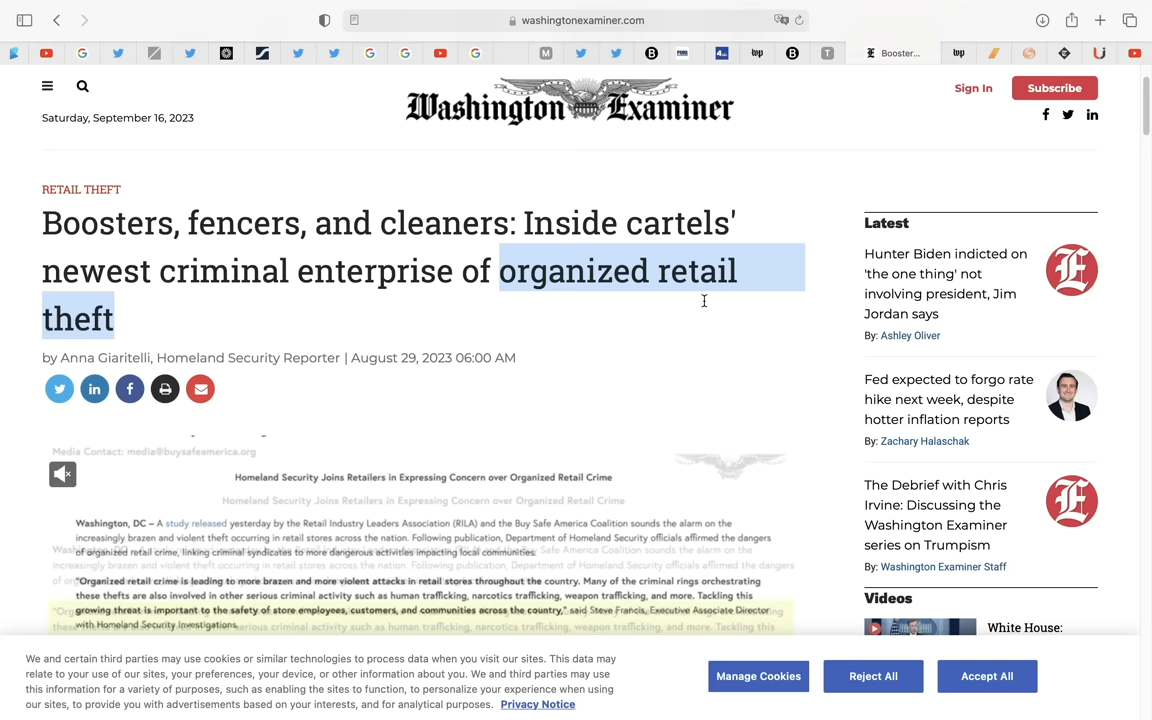 washingtonexaminer.com
Booster...
Washington Examiner
Sign In
Subscribe
Saturday, September 16, 2023
RETAIL THEFT
Boosters, fencers, and cleaners: Inside cartels'
newest criminal enterprise of organized retail
theft
by Anna Giaritelli, Homeland Security Reporter | August 29, 2023 06:00 AM
Media Contact: media@buysafeamerica.org
Homeland Security Joins Retailers in Expressing Concern over Organized Retail Crime
Homeland Security Joins Retailers in Expressing Concern over Organized Retail Crime
Washington, DC – A study released yesterday by the Retail Industry Leaders Association (RILA) and the Buy Safe America Coalition sounds the alarm on the
increasingly brazen and violent theft occurring in retail stores across the nation. Following publication, Department of Homeland Security officials affirmed the dangers
of organized retail crime, linking criminal syndicates to more dangerous activities impacting local communities.
"Organized retail crime is leading to more brazen and more violent attacks in retail stores throughout the country. Many of the criminal rings orchestrating
these thefts are also involved in other serious criminal activity such as human trafficking, narcotics trafficking, weapon trafficking, and more. Tackling this
growing threat is important to the safety of store employees, customers, and communities across the country," said Steve Francis, Executive Associate Director
with Homeland Security Investigations.
Latest
Hunter Biden indicted on
'the one thing' not
involving president, Jim
Jordan says
By: Ashley Oliver
Fed expected to forgo rate
hike next week, despite
hotter inflation reports
By: Zachary Halaschak
The Debrief with Chris
Irvine: Discussing the
Washington Examiner
series on Trumpism
By: Washington Examiner Staff
Videos
White House:
We and certain third parties may use cookies or similar technologies to process data when you visit our sites. This data may
relate to your use of our sites, your preferences, your device, or other information about you. We and third parties may use
this information for a variety of purposes, such as enabling the sites to function, to personalize your experience when using
our sites, to provide you with advertisements based on your interests, and for analytical purposes. Privacy Notice
Manage Cookies
Reject All
Accept All